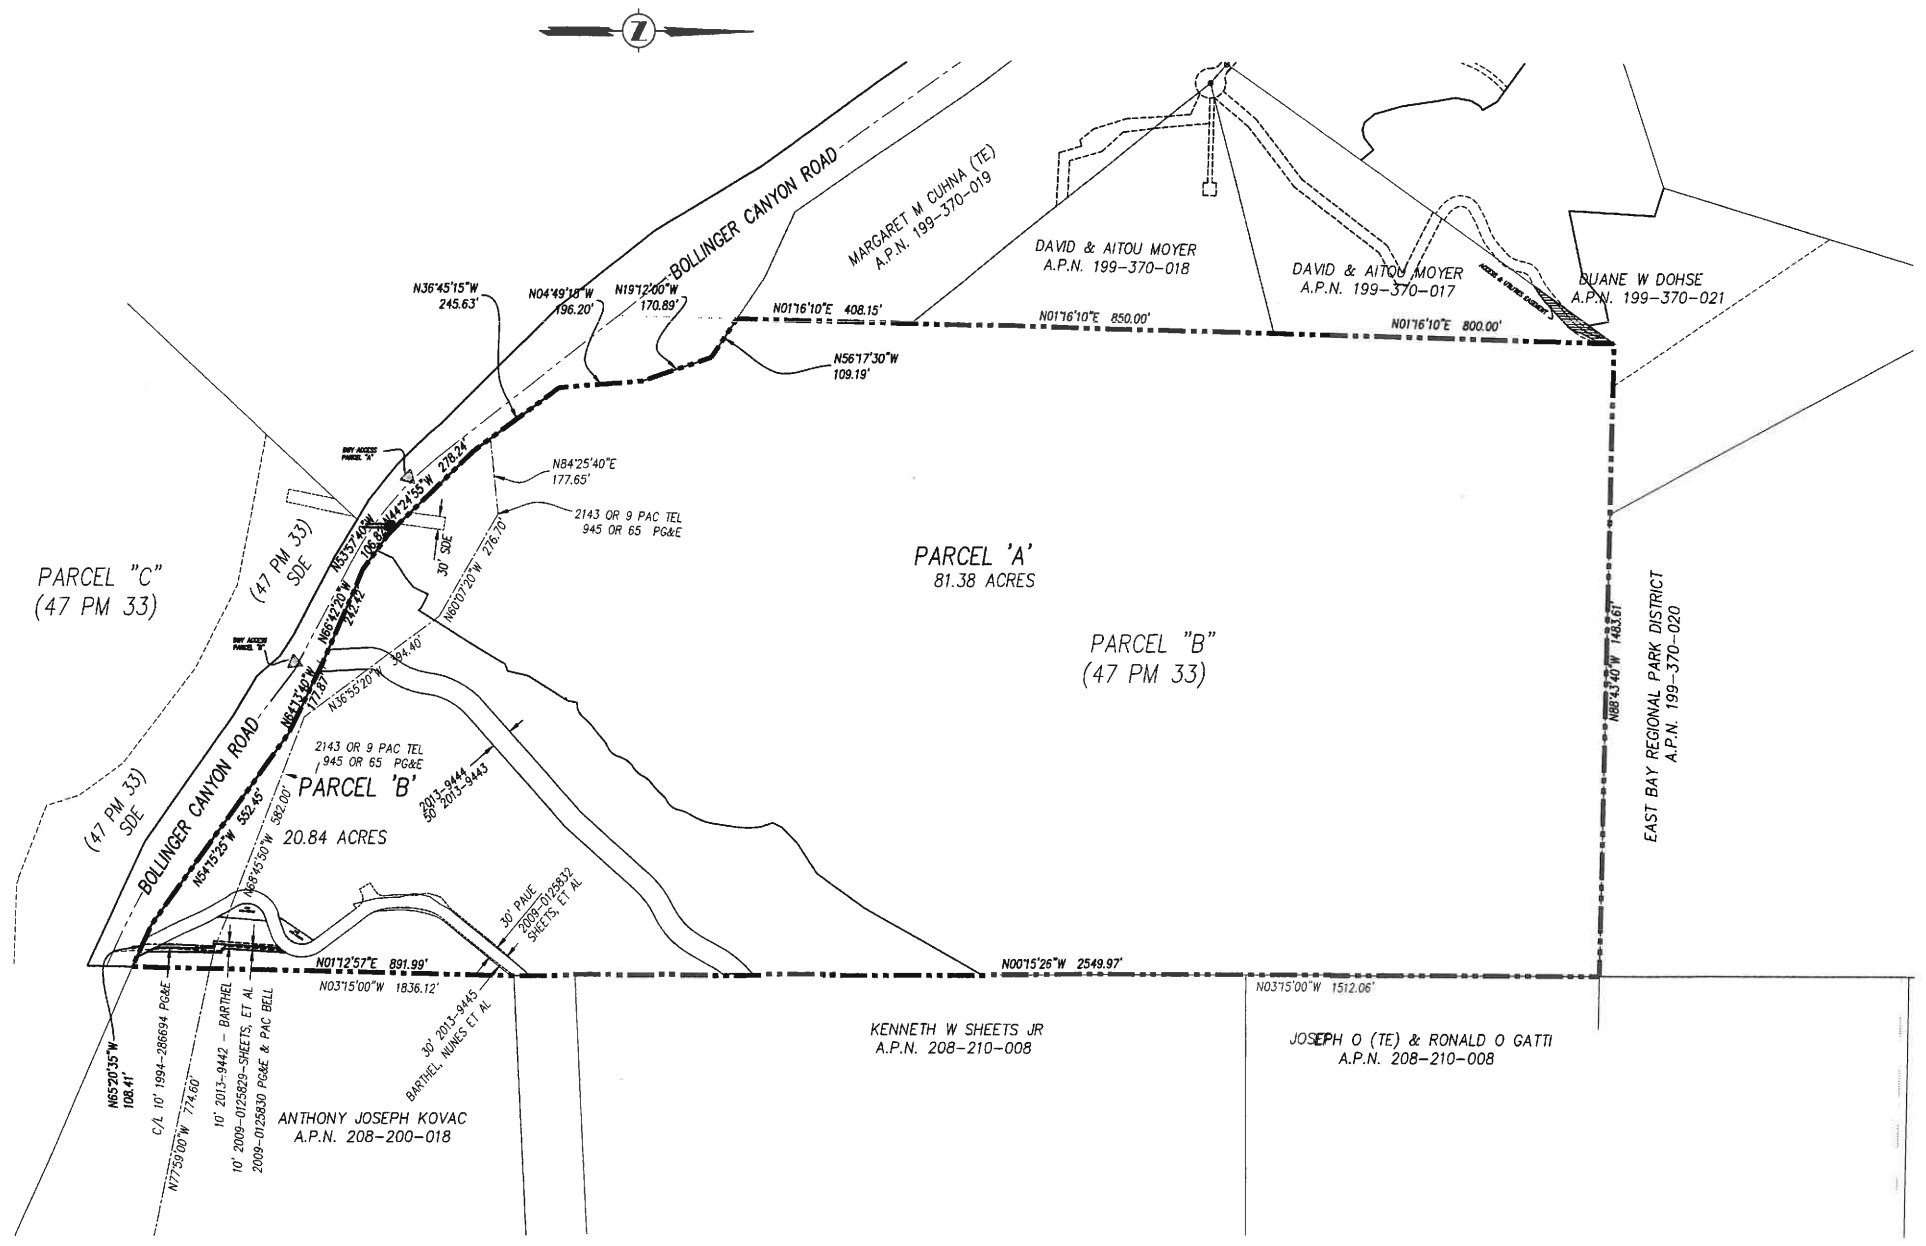 Z
BOLLINGER CANYON ROAD
MARGARET M CUHNA (TE)
A.P.N. 199-370-019
DAVID & AITOU MOYER
A.P.N. 199-370-018
DAVID & AITOU MOYER
A.P.N. 199-370-017
ACCESS & UTILITIES EASEMENT
DUANE W DOHSE
A.P.N. 199-370-021
N36°45'15"W
245.63'
N04°49'15"W
196.20'
N19°12'00"W
170.89'
N01°16'10"E 408.15'
N01°16'10"E 850.00'
N01°16'10"E 800.00'
N56°17'30"W
109.19'
PARCEL "A"
N44°24'55"W 278.24'
N84°25'40"E
177.65'
2143 OR 9 PAC TEL
945 OR 65 PG&E
N53°57'40"W
106.82
30' SDE
N60°07'20"W 276.70'
(47 PM 33)
SDE
PARCEL "C"
(47 PM 33)
PARCEL 'A'
81.38 ACRES
PARCEL "B"
(47 PM 33)
N66°42'20"W
242.42
PARCEL "B"
N64°13'40"W
177.87'
N36°55'20"W 394.40'
N88°43'40"W 1483.61'
EAST BAY REGIONAL PARK DISTRICT
A.P.N. 199-370-020
2143 OR 9 PAC TEL
945 OR 65 PG&E
PARCEL 'B'
20.84 ACRES
2013-9444
50' 2013-9443
(47 PM 33)
SDE
BOLLINGER CANYON ROAD
N54°15'25"W 552.45'
N68°45'50"W 582.00'
30' PAUE
2009-0125832
SHEETS, ET AL
N01°12'57"E 891.99'
N03°15'00"W 1836.12'
N00°15'26"W 2549.97'
N03°15'00"W 1512.06'
N65°20'35"W
108.41'
C/L 10' 1994-286694 PG&E
N77°59'00"W 774.60'
10' 2013-9442 - BARTHEL
10' 2009-0125829-SHEETS, ET AL
2009-0125830 PG&E & PAC BELL
30' 2013-9445
BARTHEL, NUNES ET AL
ANTHONY JOSEPH KOVAC
A.P.N. 208-200-018
KENNETH W SHEETS JR
A.P.N. 208-210-008
JOSEPH O (TE) & RONALD O GATTI
A.P.N. 208-210-008